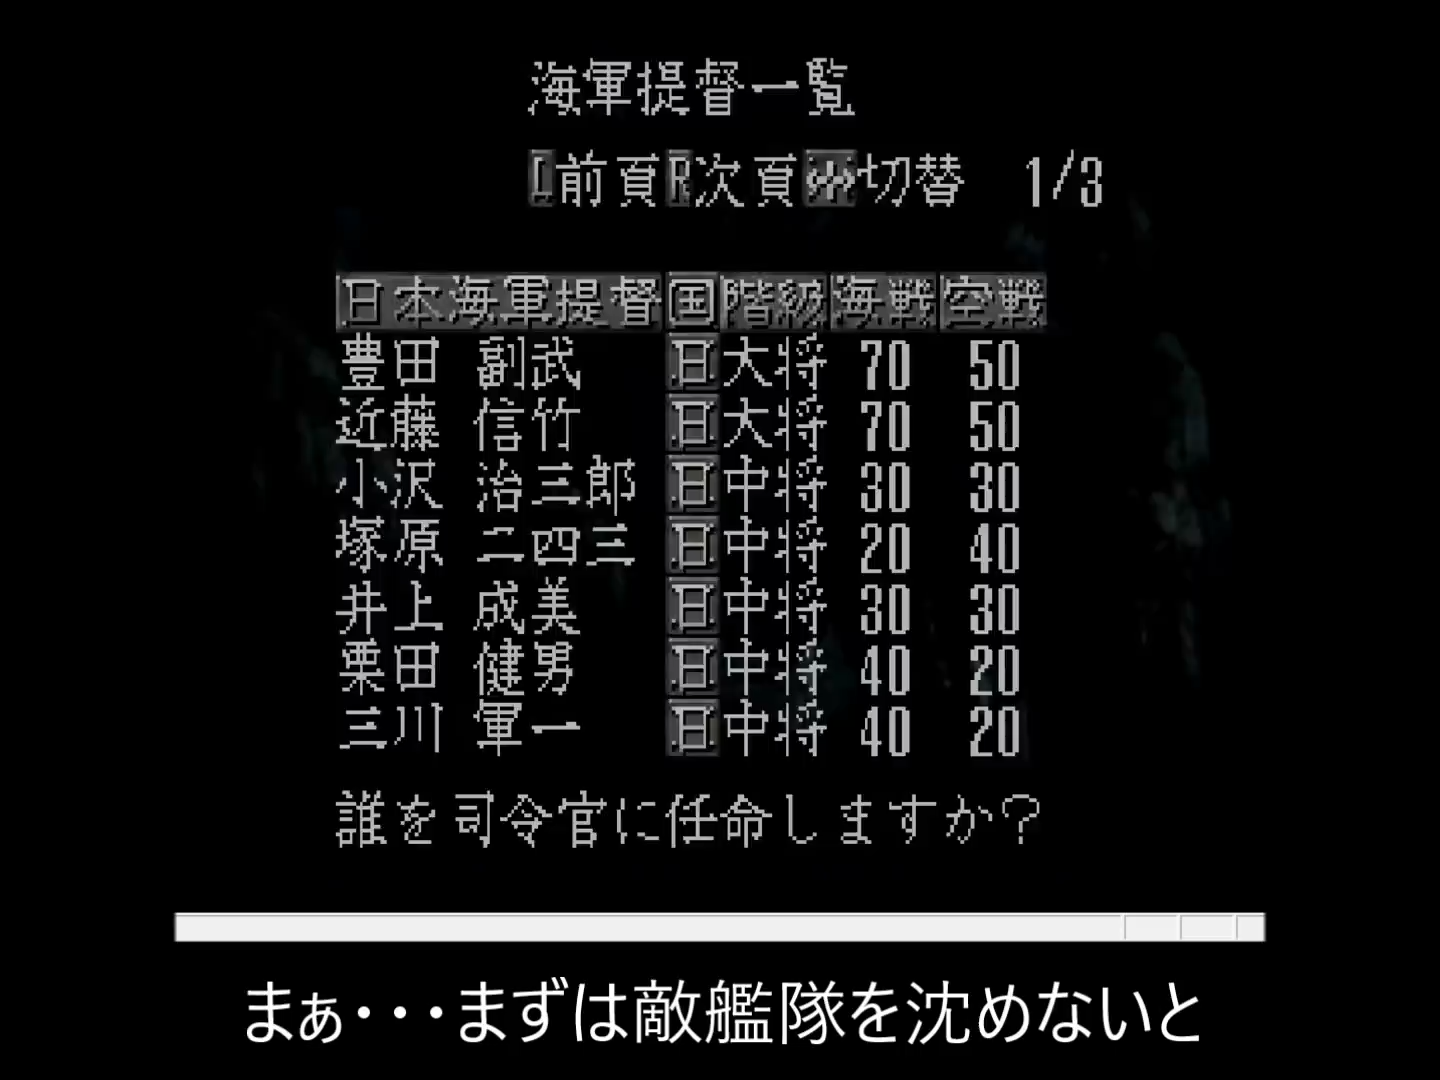 海軍提督一覧
L前頁R次頁 切替 1/3
日本海軍提督 国 階級 海戦 空戦
豊田 副武 日 大将 70 50
近藤 信竹 日 大将 70 50
小沢 治三郎 日 中将 30 30
塚原 二四三 日 中将 20 40
井上 成美 日 中将 30 30
栗田 健男 日 中将 40 20
三川 軍一 日 中将 40 20
誰を司令官に任命しますか?
まぁ･･･まずは敵艦隊を沈めないと